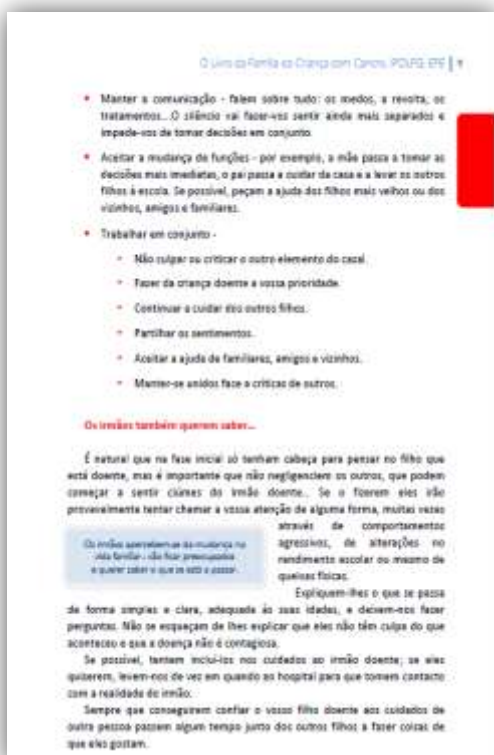 O Livro da Família da Criança com Cancro, IPOLFG, EPE | 9
• Manter a comunicação - falem sobre tudo: os medos, a revolta, os
tratamentos... O silêncio vai fazer-vos sentir ainda mais separados e
impede-vos de tomar decisões em conjunto.
• Aceitar a mudança de funções - por exemplo, a mãe passa a tomar as
decisões mais imediatas, o pai passa a cuidar da casa e a levar os outros
filhos à escola. Se possível, peçam a ajuda dos filhos mais velhos ou dos
vizinhos, amigos e familiares.
• Trabalhar em conjunto -
Não culpar ou criticar o outro elemento do casal.
Fazer da criança doente a vossa prioridade.
Continuar a cuidar dos outros filhos.
Partilhar os sentimentos.
Aceitar a ajuda de familiares, amigos e vizinhos.
Manter-se unidos face a críticas de outros.
Os irmãos também querem saber...
É natural que na fase inicial só tenham cabeça para pensar no filho que
está doente, mas é importante que não negligenciem os outros, que podem
começar a sentir ciúmes do irmão doente... Se o fizerem eles irão
provavelmente tentar chamar a vossa atenção de alguma forma, muitas vezes
através de comportamentos
agressivos, de alterações no
rendimento escolar ou mesmo de
queixas físicas.
Os irmãos apercebem-se da mudança na
vida familiar - vão ficar preocupados
e querer saber o que se está a passar.
Expliquem-lhes o que se passa
de forma simples e clara, adequada às suas idades, e deixem-nos fazer
perguntas. Não se esqueçam de lhes explicar que eles não têm culpa do que
aconteceu e que a doença não é contagiosa.
Se possível, tentem incluí-los nos cuidados ao irmão doente; se eles
quiserem, levem-nos de vez em quando ao hospital para que tomem contacto
com a realidade do irmão.
Sempre que conseguirem confiar o vosso filho doente aos cuidados de
outra pessoa passem algum tempo junto dos outros filhos a fazer coisas de
que eles gostam.